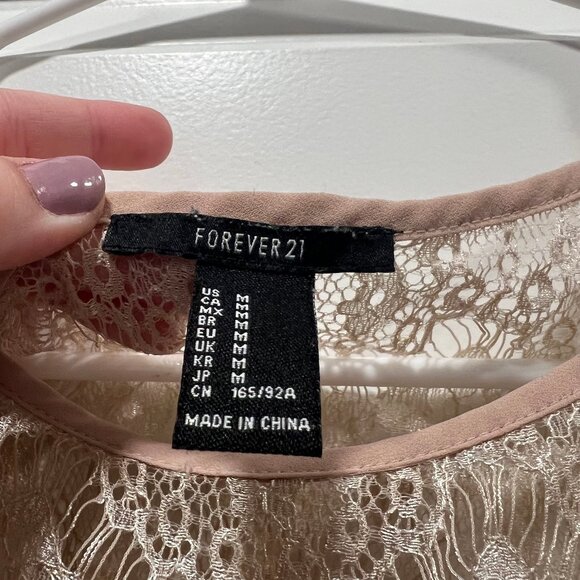 FOREVER 21
US M
CA M
MX M
BR M
EU M
UK M
KR M
JP M
CN 165/92A
MADE IN CHINA